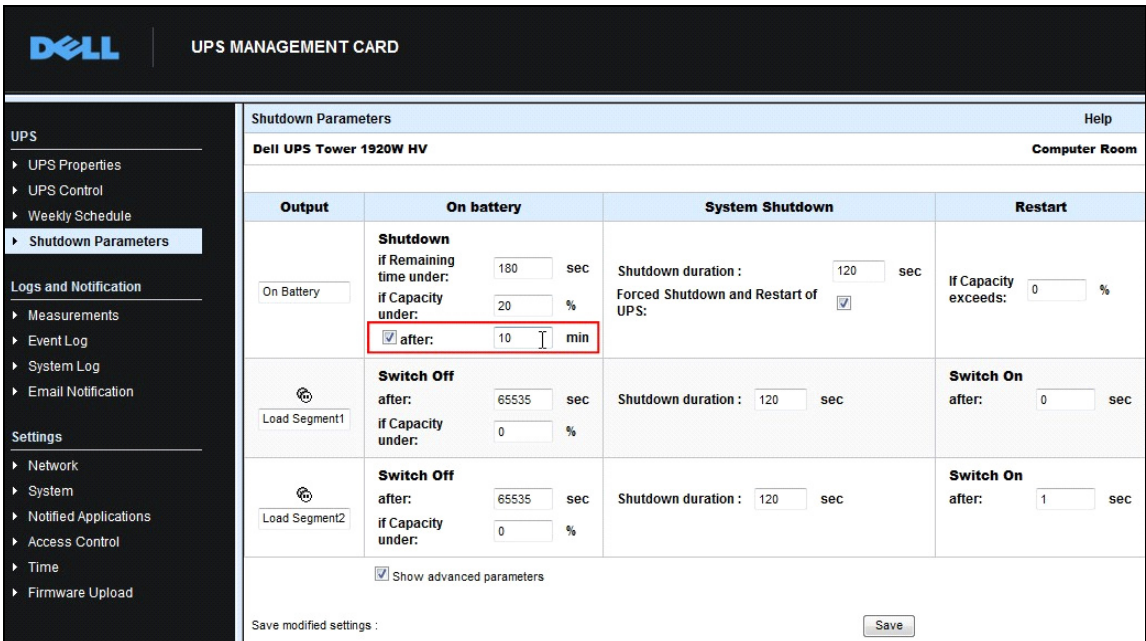 DELL
UPS MANAGEMENT CARD
UPS
UPS Properties
UPS Control
Weekly Schedule
Shutdown Parameters
Logs and Notification
Measurements
Event Log
System Log
Email Notification
Settings
Network
System
Notified Applications
Access Control
Time
Firmware Upload
Shutdown Parameters Help
Dell UPS Tower 1920W HV Computer Room
Output On battery System Shutdown Restart
On Battery
Shutdown
if Remaining
time under: 180 sec
if Capacity
under: 20 %
after: 10 min
Shutdown duration : 120 sec
Forced Shutdown and Restart of
UPS:
If Capacity
exceeds: 0 %
Load Segment1
Switch Off
after: 65535 sec
if Capacity
under: 0 %
Shutdown duration : 120 sec
Switch On
after: 0 sec
Load Segment2
Switch Off
after: 65535 sec
if Capacity
under: 0 %
Shutdown duration : 120 sec
Switch On
after: 1 sec
Show advanced parameters
Save modified settings : Save